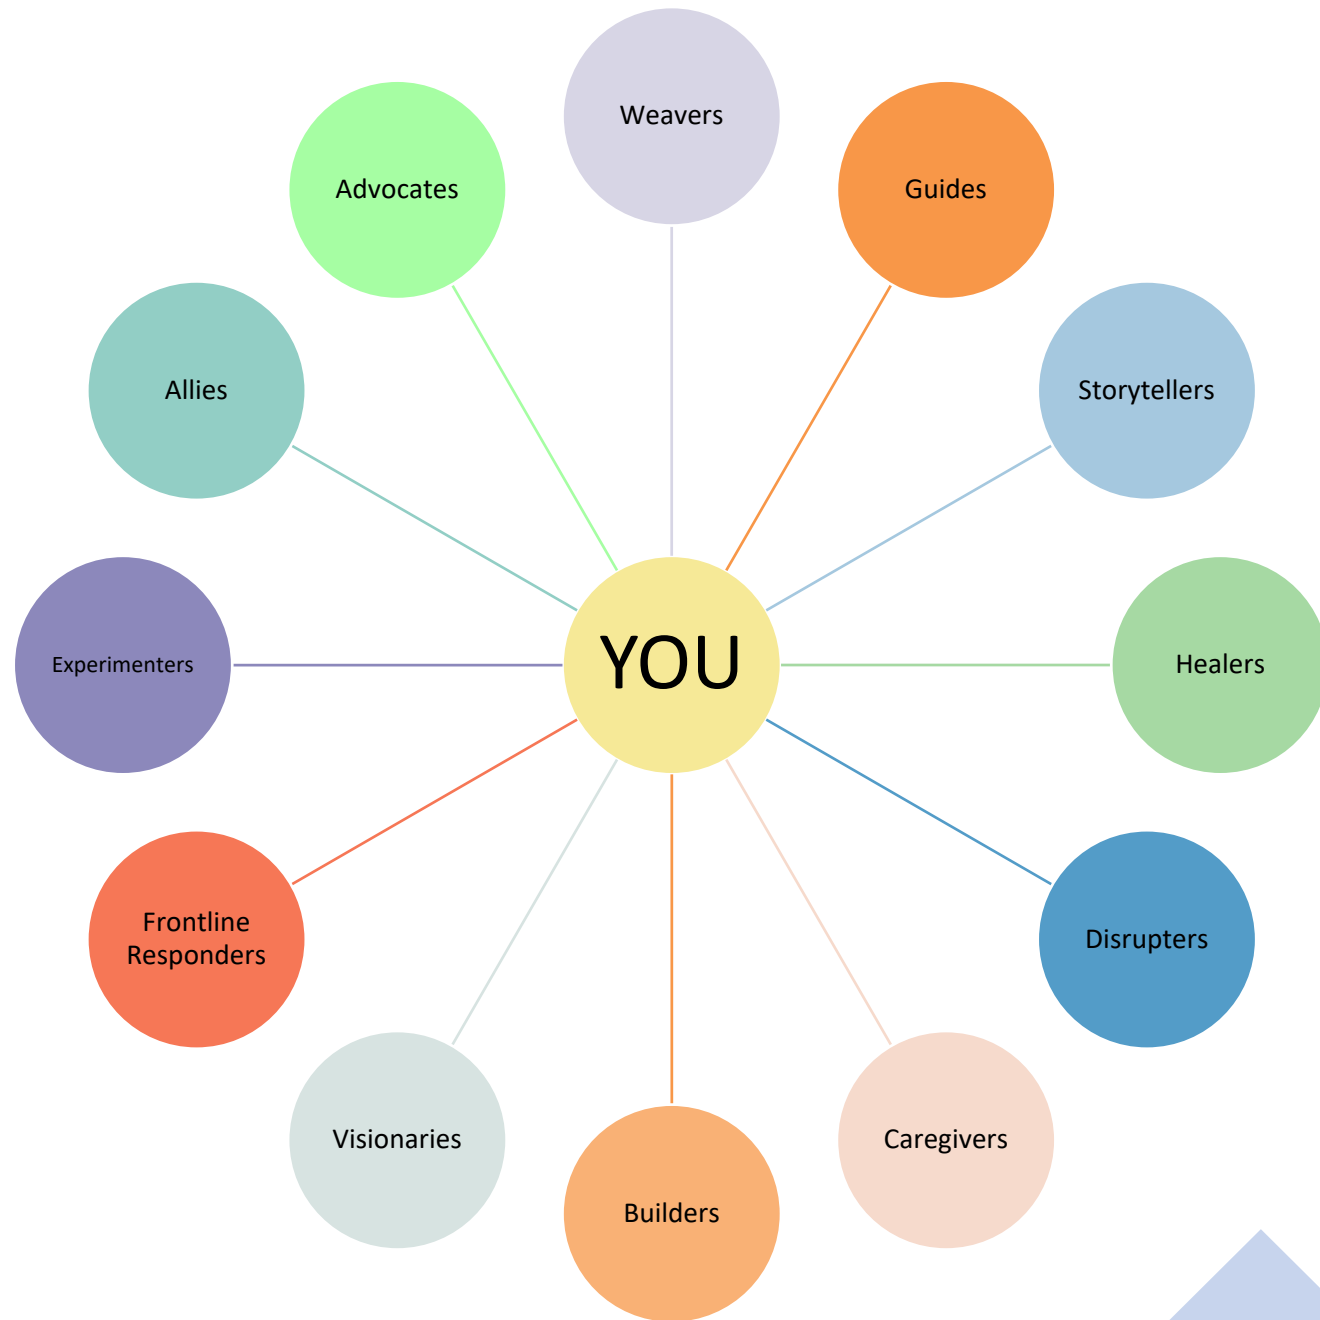 Weavers
Advocates
Guides
Allies
Storytellers
YOU
Experimenters
Healers
Frontline
Responders
Disrupters
Visionaries
Caregivers
Builders